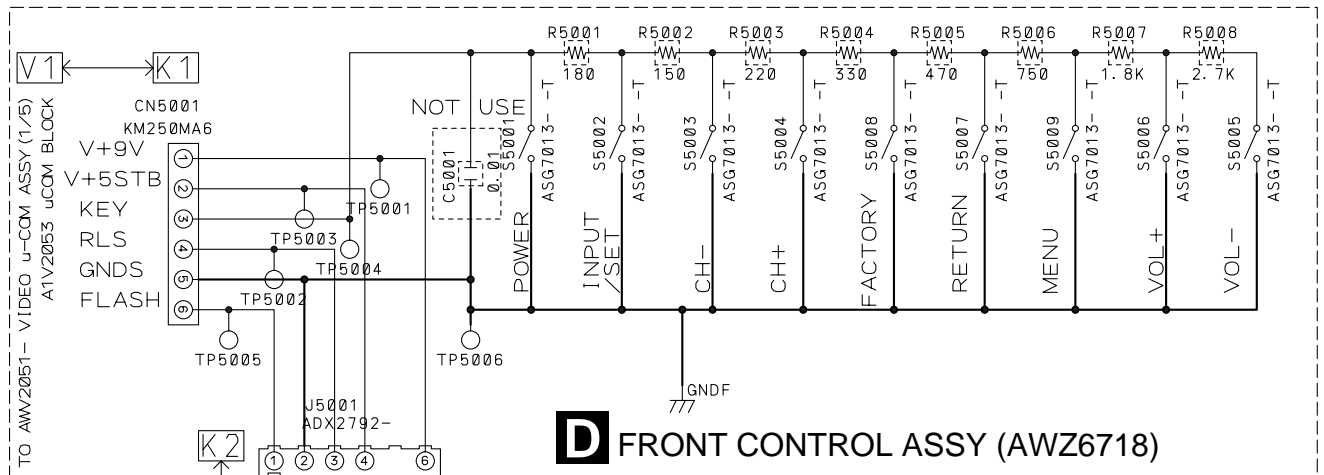 R5001 R5002 R5003 R5004 R5005 R5006 R5007 R5008
180 150 220 330 470 750 1.8K 2.7K
V1 K1
TO AWV2051- VIDEO u-COM ASSY (1/5)
A1V2053 uCOM BLOCK
CN5001
KM250MA6
V+9V 1
V+5STB 2
KEY 3
RLS 4
GNDS 5
FLASH 6
TP5001
TP5003
TP5004
TP5002
TP5005
TP5006
NOT USE
C5001
0.01
S5001
ASG7013--T
S5002
ASG7013--T
S5003
ASG7013--T
S5004
ASG7013--T
S5008
ASG7013--T
S5007
ASG7013--T
S5009
ASG7013--T
S5006
ASG7013--T
S5005
ASG7013--T
POWER
INPUT
/SET
CH-
CH+
FACTORY
RETURN
MENU
VOL+
VOL-
GNDF
J5001
ADX2792-
K2
1 2 3 4 6
D FRONT CONTROL ASSY (AWZ6718)